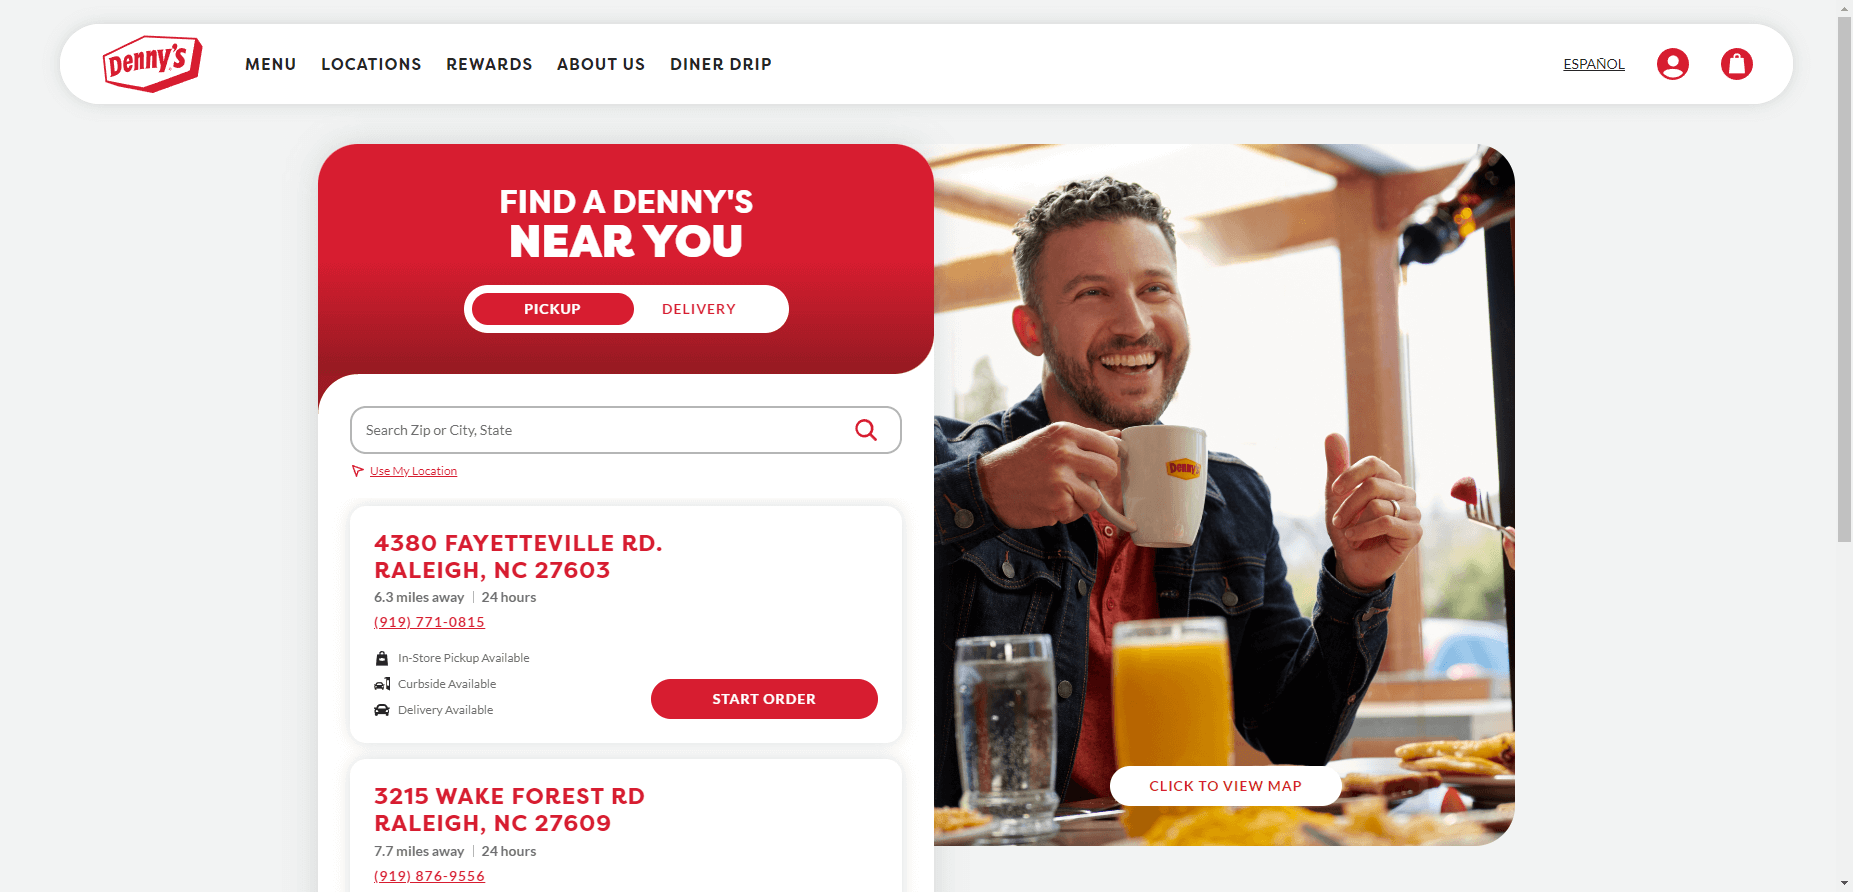 Denny's
MENU
LOCATIONS
REWARDS
ABOUT US
DINER DRIP
ESPAÑOL
FIND A DENNY'S
NEAR YOU
PICKUP
DELIVERY
Search Zip or City, State
Use My Location
4380 FAYETTEVILLE RD.
RALEIGH, NC 27603
6.3 miles away | 24 hours
(919) 771-0815
In-Store Pickup Available
Curbside Available
Delivery Available
START ORDER
3215 WAKE FOREST RD
RALEIGH, NC 27609
7.7 miles away | 24 hours
(919) 876-9556
Denny's
CLICK TO VIEW MAP